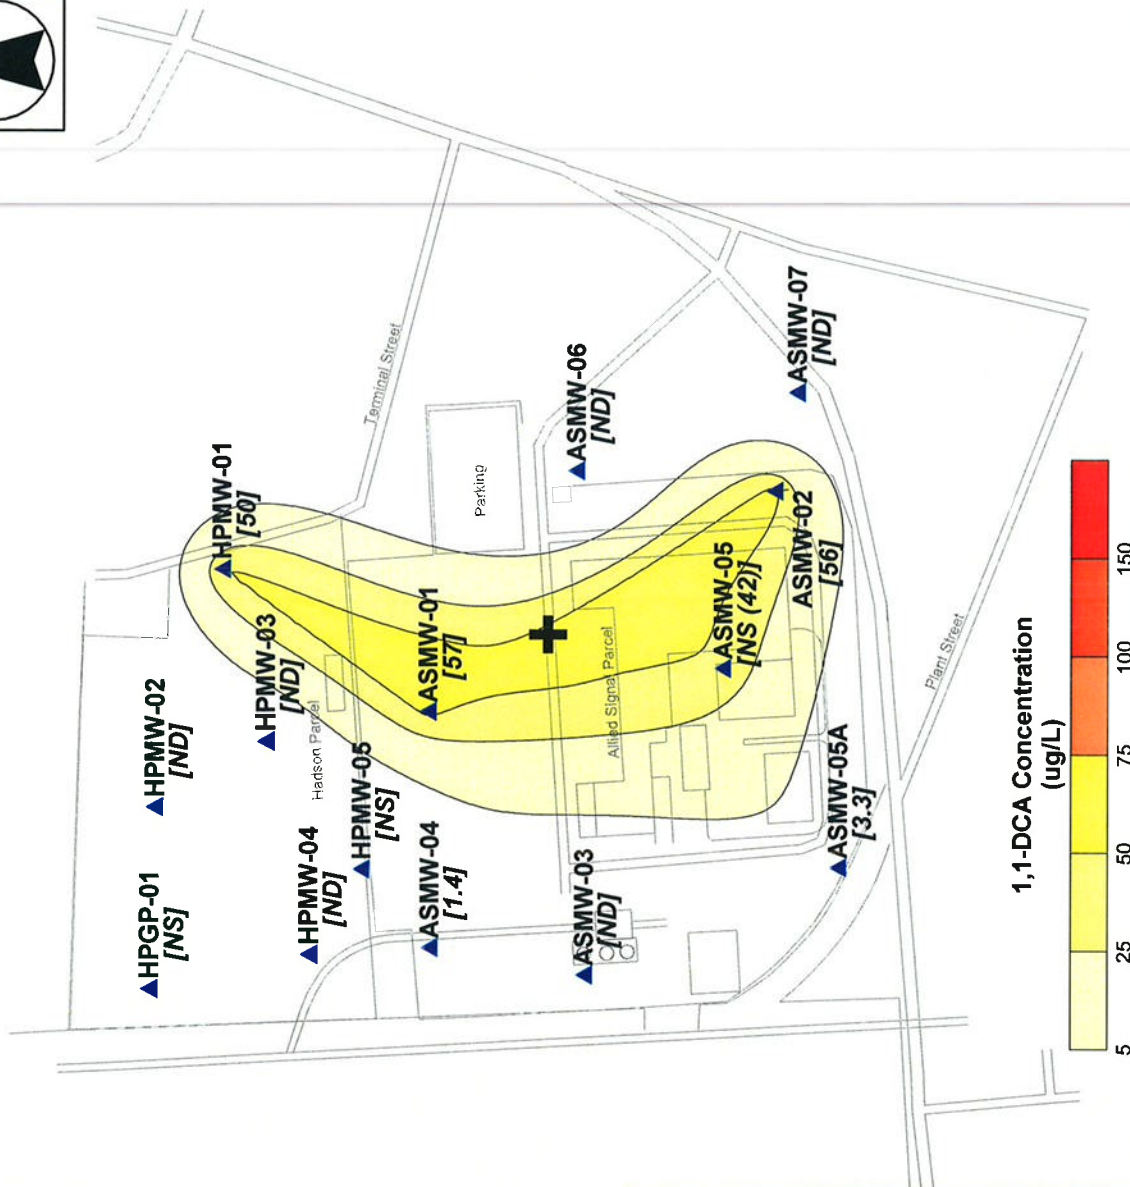 HPGP-01
[NS]
HPMW-02
[ND]
HPMW-01
[50]
HPMW-03
[ND]
Hadson Parcel
HPMW-04
[ND]
HPMW-05
[NS]
Terminal Street
ASMW-01
[57]
ASMW-04
[1.4]
Parking
ASMW-06
[ND]
ASMW-03
[ND]
Allied Signal Parcel
ASMW-05
[NS (42)]
ASMW-07
[ND]
ASMW-02
[56]
ASMW-05A
[3.3]
Plant Street
1,1-DCA Concentration
(ug/L)
5 25 50 75 100 150